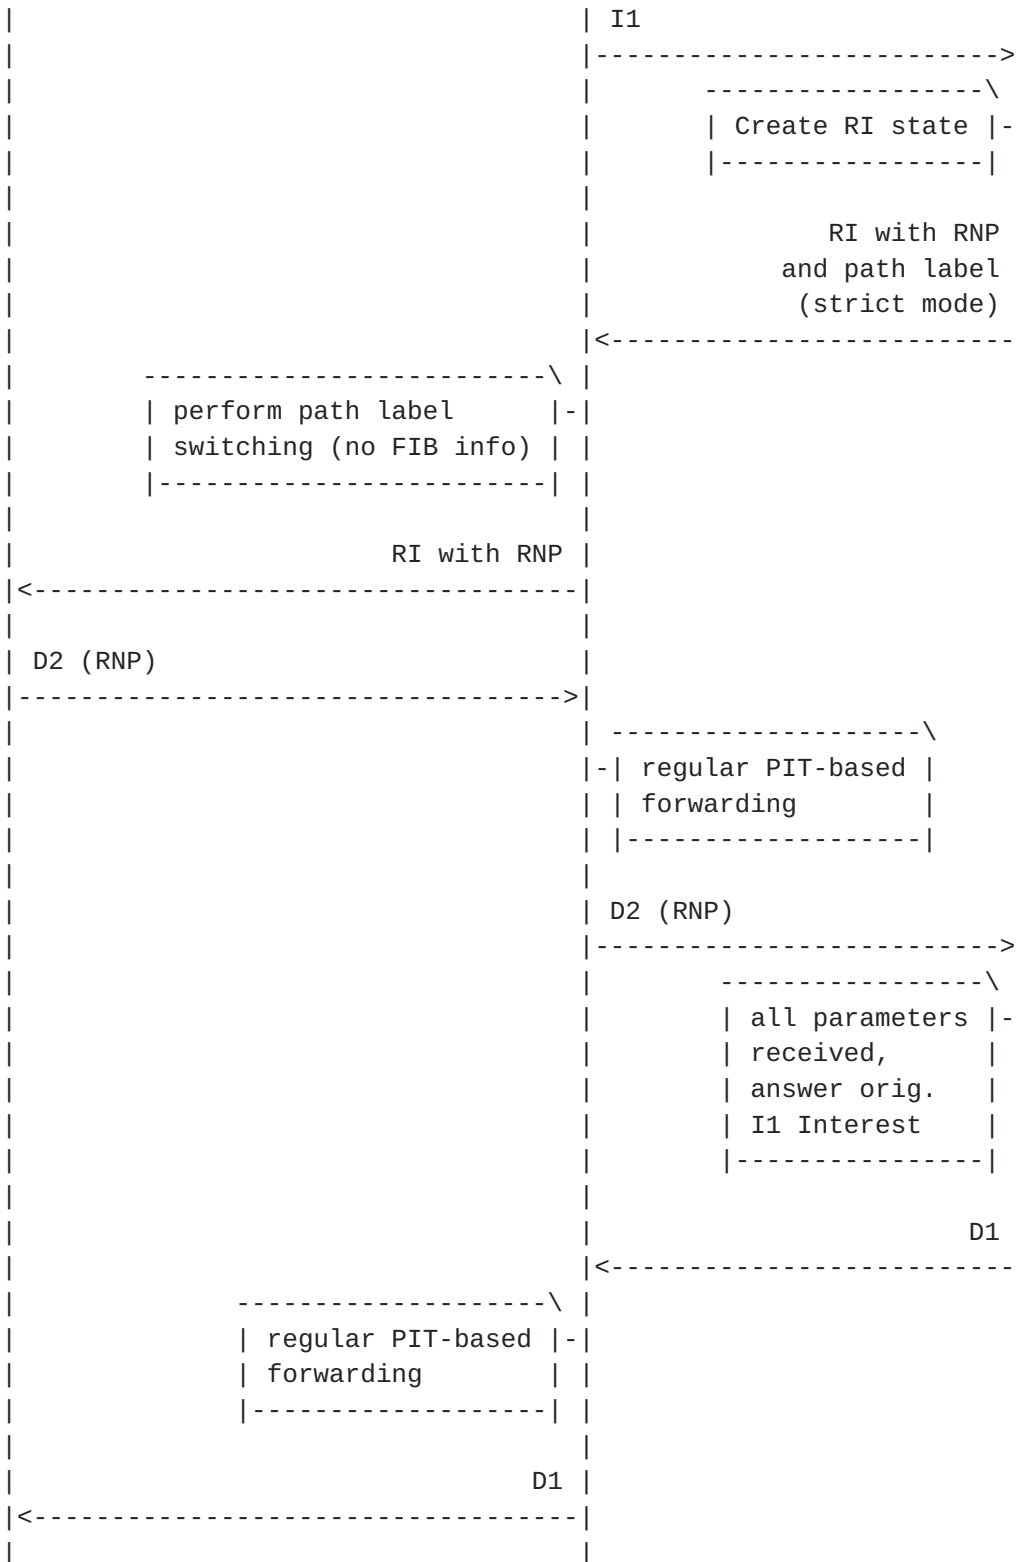 I1
Create RI state
RI with RNP
and path label
(strict mode)
perform path label
switching (no FIB info)
RI with RNP
D2 (RNP)
regular PIT-based
forwarding
D2 (RNP)
all parameters
received,
answer orig.
I1 Interest
D1
regular PIT-based
forwarding
D1